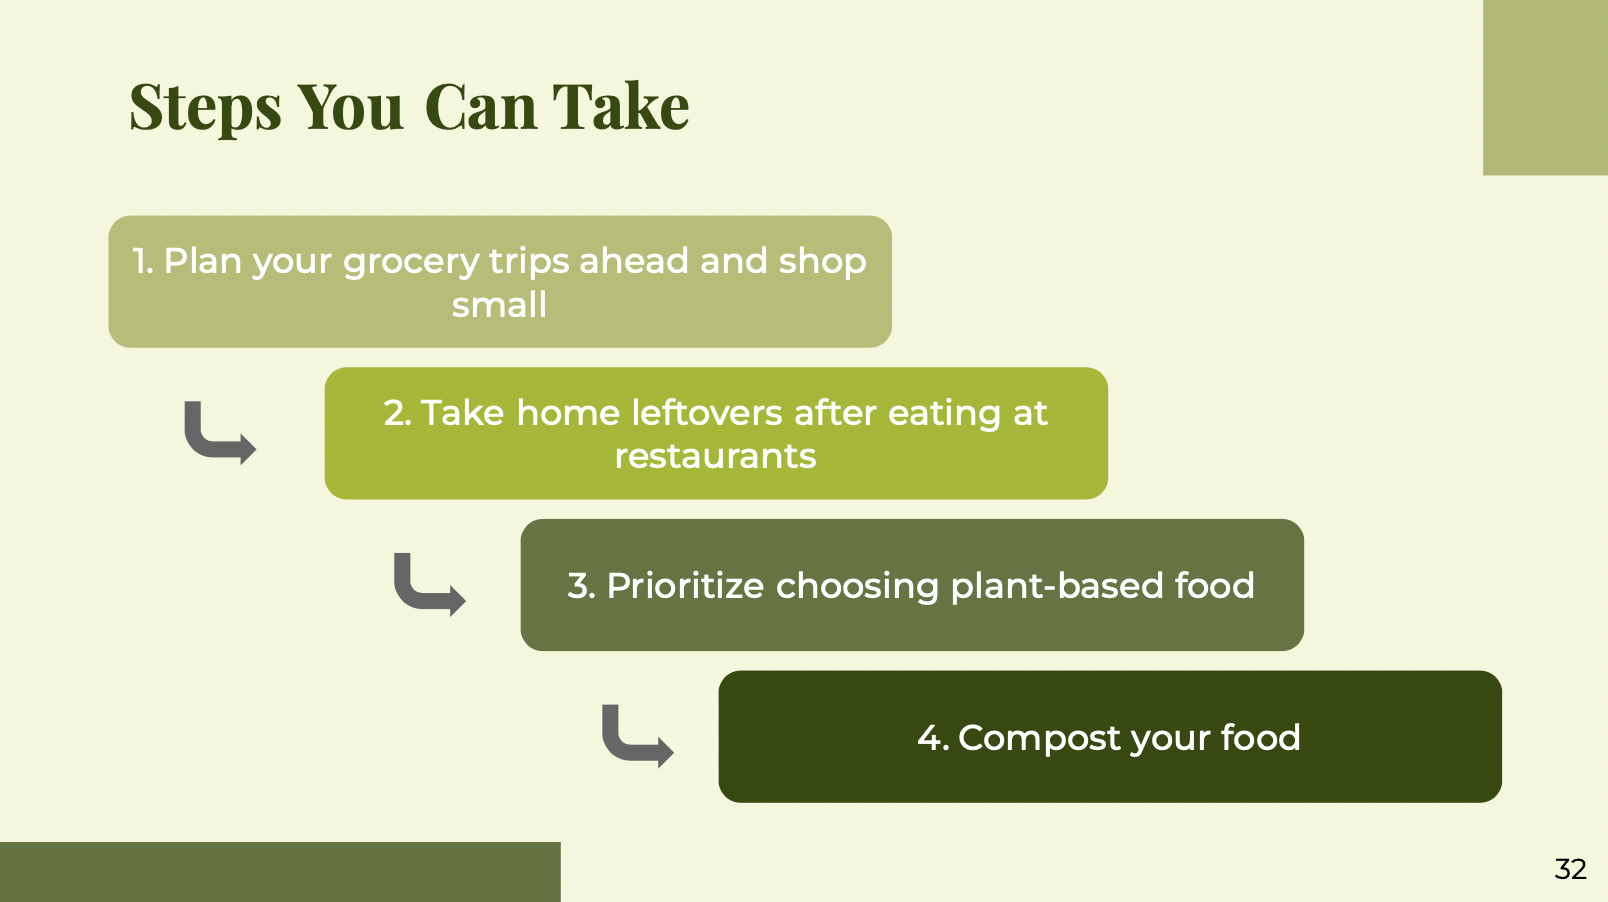 Steps You Can Take
1. Plan your grocery trips ahead and shop
small
2. Take home leftovers after eating at
restaurants
3. Prioritize choosing plant-based food
4. Compost your food
32